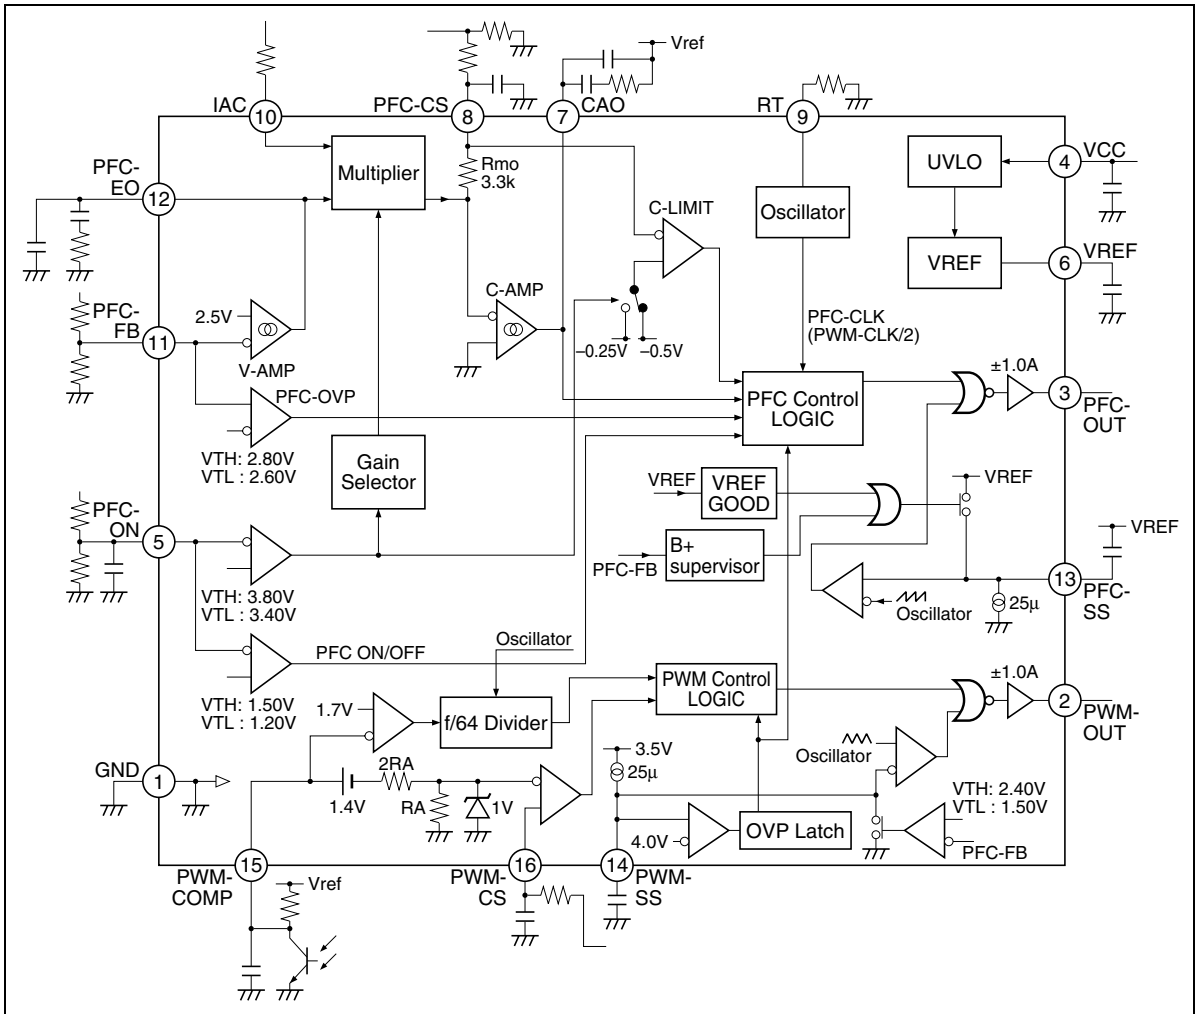 Vref
IAC
PFC-CS
CAO
RT
10
8
7
9
PFC-
EO
12
Multiplier
Rmo
3.3k
C-LIMIT
Oscillator
UVLO
4
VCC
VREF
6
VREF
PFC-
FB
11
2.5V
V-AMP
C-AMP
–0.25V
–0.5V
PFC-CLK
(PWM-CLK/2)
PFC-OVP
VTH: 2.80V
VTL : 2.60V
PFC Control
LOGIC
±1.0A
3
PFC-
OUT
Gain
Selector
VREF
VREF
GOOD
VREF
PFC-
ON
5
B+
supervisor
PFC-FB
VREF
13
PFC-
SS
25μ
Oscillator
VTH: 3.80V
VTL : 3.40V
PFC ON/OFF
Oscillator
VTH: 1.50V
VTL : 1.20V
1.7V
f/64 Divider
PWM Control
LOGIC
±1.0A
2
PWM-
OUT
GND
1
3.5V
25μ
Oscillator
1.4V
2RA
RA
1V
4.0V
OVP Latch
VTH: 2.40V
VTL : 1.50V
PFC-FB
15
16
14
PWM-
COMP
Vref
PWM-
CS
PWM-
SS